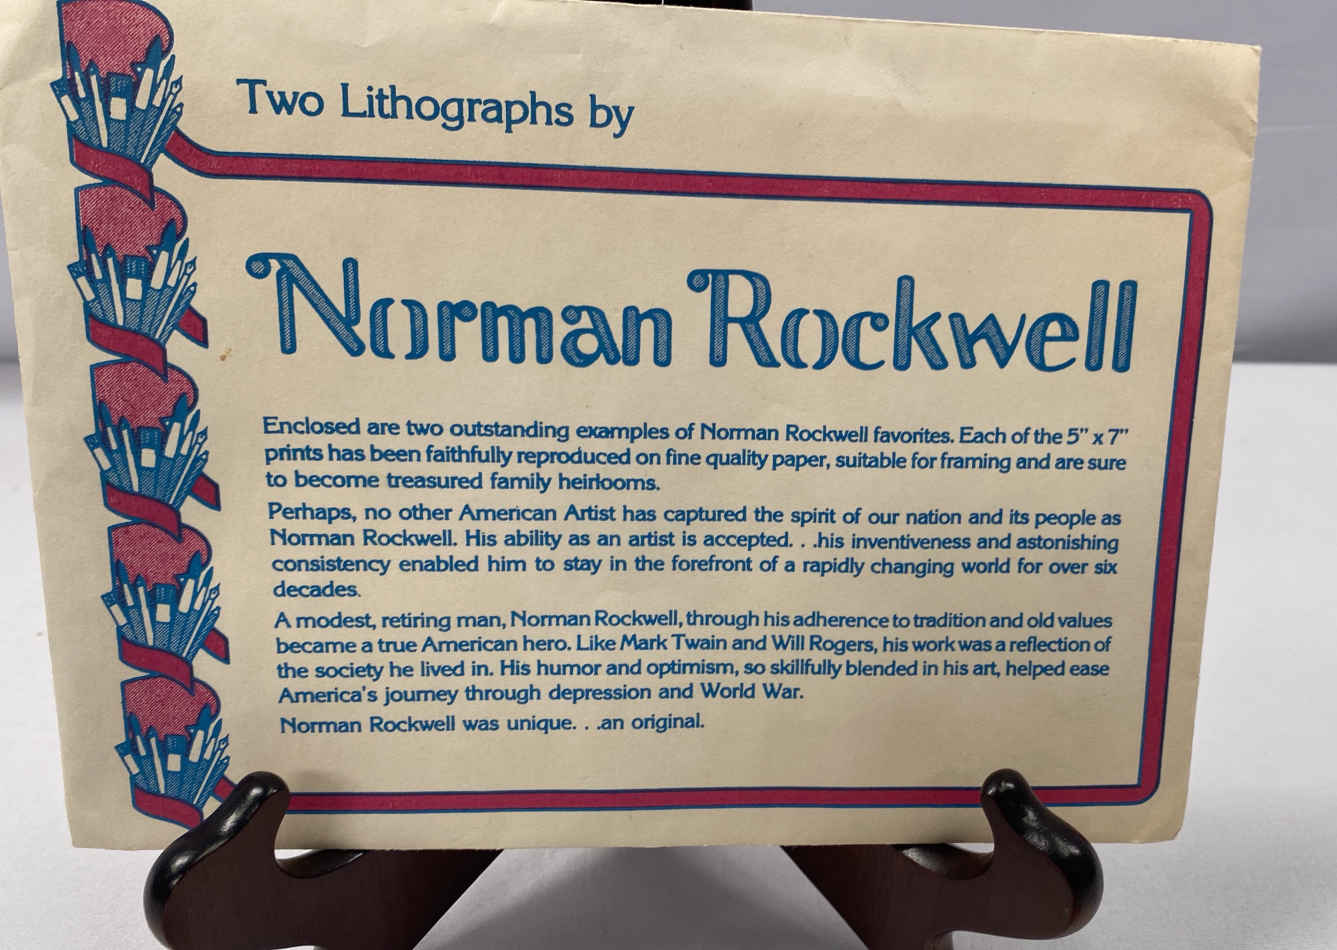 Two Lithographs by
Norman Rockwell
Enclosed are two outstanding examples of Norman Rockwell favorites. Each of the 5" x 7"
prints has been faithfully reproduced on fine quality paper, suitable for framing and are sure
to become treasured family heirlooms.
Perhaps, no other American Artist has captured the spirit of our nation and its people as
Norman Rockwell. His ability as an artist is accepted. . .his inventiveness and astonishing
consistency enabled him to stay in the forefront of a rapidly changing world for over six
decades.
A modest, retiring man, Norman Rockwell, through his adherence to tradition and old values
became a true American hero. Like Mark Twain and Will Rogers, his work was a reflection of
the society he lived in. His humor and optimism, so skillfully blended in his art, helped ease
America's journey through depression and World War.
Norman Rockwell was unique. . .an original.